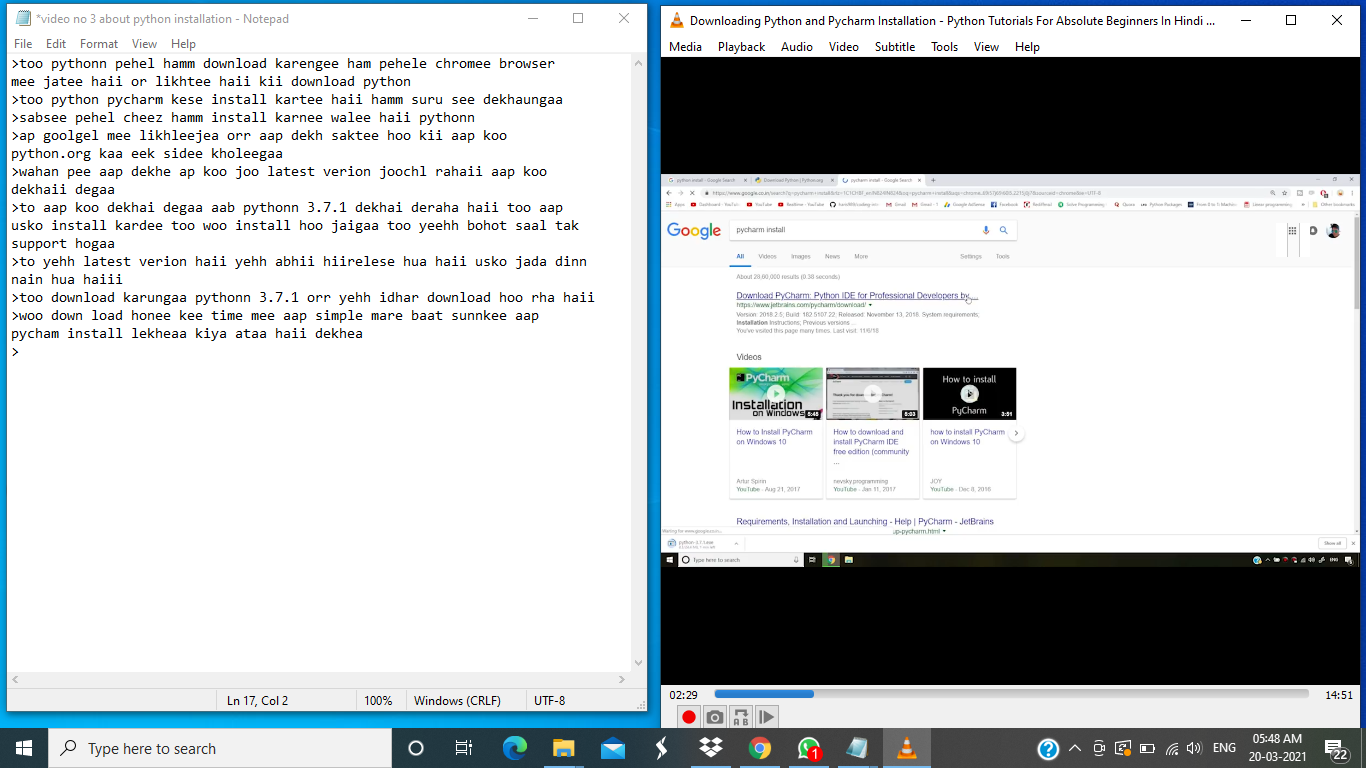 *video no 3 about python installation - Notepad
File Edit Format View Help
>too pythonn pehel hamm download karengee ham pehele chromee browser
mee jatee haii or likhtee haii kii download python
>too python pycharm kese install kartee haii hamm suru see dekhaungaa
>sabsee pehel cheez hamm install karnee walee haii pythonn
>ap goolgel mee likhleejea orr aap dekh saktee hoo kii aap koo
python.org kaa eek sidee kholeegaa
>wahan pee aap dekhe ap koo joo latest verion joochl rahaii aap koo
dekhaii degaa
>to aap koo dekhai degaa aab pythonn 3.7.1 dekhai deraha haii too aap
usko install kardee too woo install hoo jaigaa too yeehh bohot saal tak
support hogaa
>to yehh latest verion haii yehh abhii hiirelese hua haii usko jada dinn
nain hua haiii
>too download karungaa pythonn 3.7.1 orr yehh idhar download hoo rha haii
>woo down load honee kee time mee aap simple mare baat sunnkee aap
pycham install lekheaa kiya ataa haii dekhea
>
Ln 17, Col 2 100% Windows (CRLF) UTF-8
Downloading Python and Pycharm Installation - Python Tutorials For Absolute Beginners In Hindi ...
Media Playback Audio Video Subtitle Tools View Help
python install - Google Search
Download Python | Python.org
pycharm install - Google Search
Google
pycharm install
All Videos Images News More Settings Tools
About 28,60,000 results (0.38 seconds)
Download PyCharm: Python IDE for Professional Developers by ...
https://www.jetbrains.com/pycharm/download/
Version: 2018.2.5; Build: 182.5107.22; Released: November 13, 2018. System requirements;
Installation Instructions; Previous versions ...
You've visited this page many times. Last visit: 11/6/18
Videos
PyCharm
Installation
on Windows
5:45
5:03
How to install
PyCharm
3:51
How to Install PyCharm
on Windows 10
Artur Spirin
YouTube - Aug 21, 2017
How to download and
install PyCharm IDE
free edition (community
...
nevsky.programming
YouTube - Jan 11, 2017
how to install PyCharm
on Windows 10
JOY
YouTube - Dec 8, 2016
Requirements, Installation and Launching - Help | PyCharm - JetBrains
up-pycharm.html
Show all
Type here to search
02:29
14:51
Type here to search
1
ENG
05:48 AM
20-03-2021
22